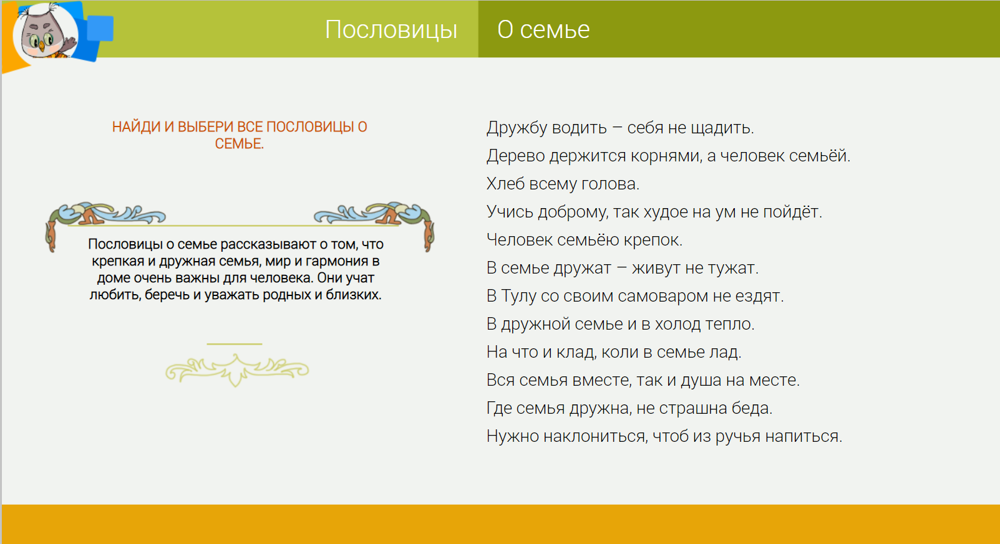 Пословицы
О семье
НАЙДИ И ВЫБЕРИ ВСЕ ПОСЛОВИЦЫ О
СЕМЬЕ.
Пословицы о семье рассказывают о том, что
крепкая и дружная семья, мир и гармония в
доме очень важны для человека. Они учат
любить, беречь и уважать родных и близких.
Дружбу водить – себя не щадить.
Дерево держится корнями, а человек семьёй.
Хлеб всему голова.
Учись доброму, так худое на ум не пойдёт.
Человек семьёю крепок.
В семье дружат – живут не тужат.
В Тулу со своим самоваром не ездят.
В дружной семье и в холод тепло.
На что и клад, коли в семье лад.
Вся семья вместе, так и душа на месте.
Где семья дружна, не страшна беда.
Нужно наклониться, чтоб из ручья напиться.